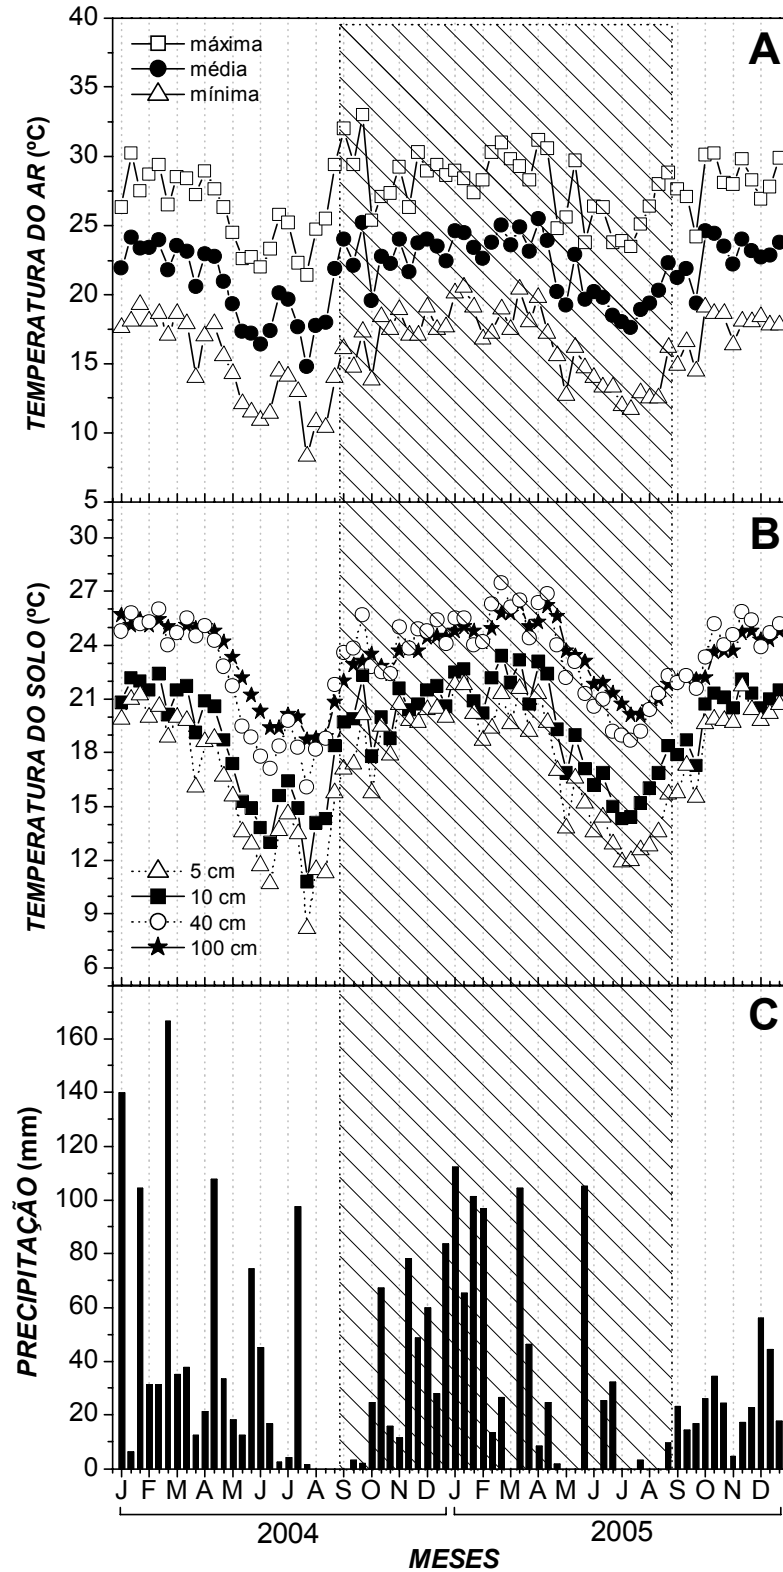 A
TEMPERATURA DO AR (ºC)
40
35
30
25
20
15
10
5
máxima
média
mínima
B
TEMPERATURA DO SOLO (ºC)
30
27
24
21
18
15
12
9
6
5 cm
10 cm
40 cm
100 cm
C
PRECIPITAÇÃO (mm)
160
140
120
100
80
60
40
20
0
J F M A M J J A S O N D J F M A M J J A S O N D
2004 2005
MESES